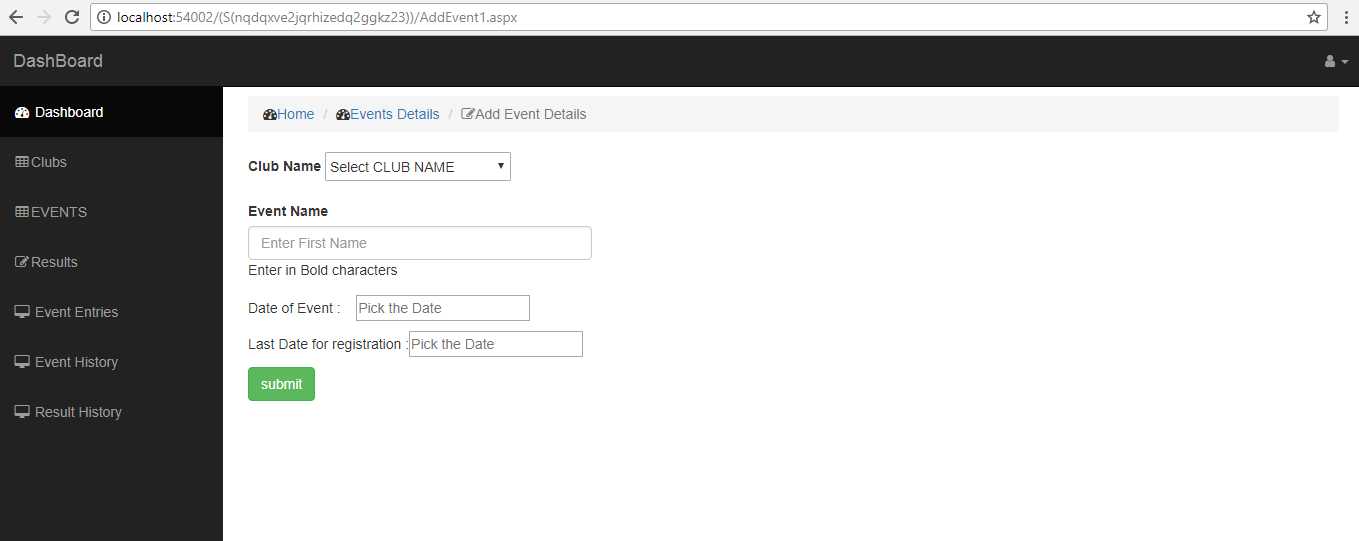 localhost:54002/(S(nqdqxve2jqrhizedq2ggkz23))/AddEvent1.aspx
DashBoard
Dashboard
Clubs
EVENTS
Results
Event Entries
Event History
Result History
Home / Events Details / Add Event Details
Club Name Select CLUB NAME
Event Name
Enter First Name
Enter in Bold characters
Date of Event : Pick the Date
Last Date for registration :Pick the Date
submit